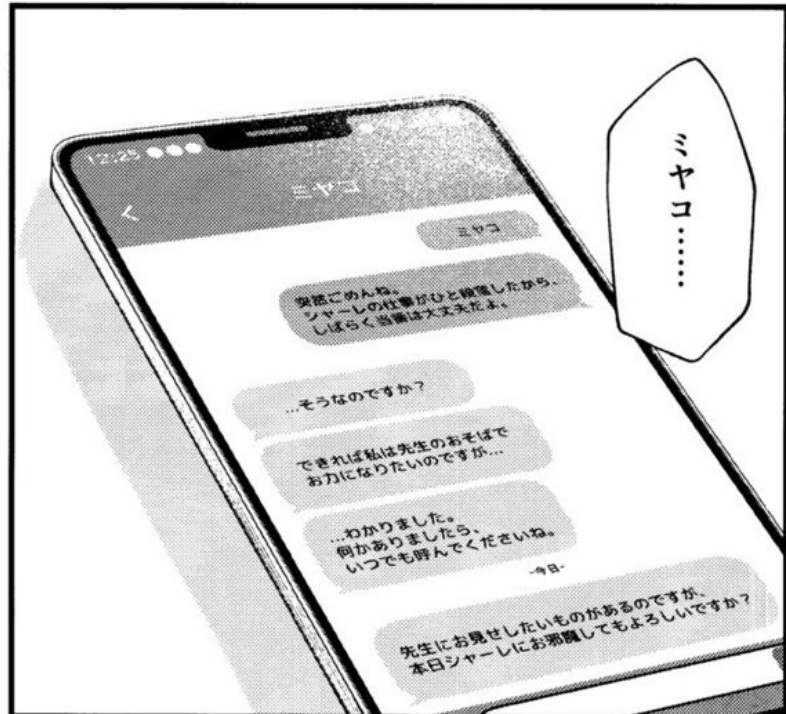 ミヤコ………
12:25
ミヤコ
ミヤコ
突然ごめんね。
シャーレの仕事がひと段落したから、
しばらく当番は大丈夫だよ。
…そうなのですか？
できれば私は先生のおそばで
お力になりたいのですが…
…わかりました。
何かありましたら、
いつでも呼んでくださいね。
-今日-
先生にお見せしたいものがあるのですが、
本日シャーレにお邪魔してもよろしいですか？